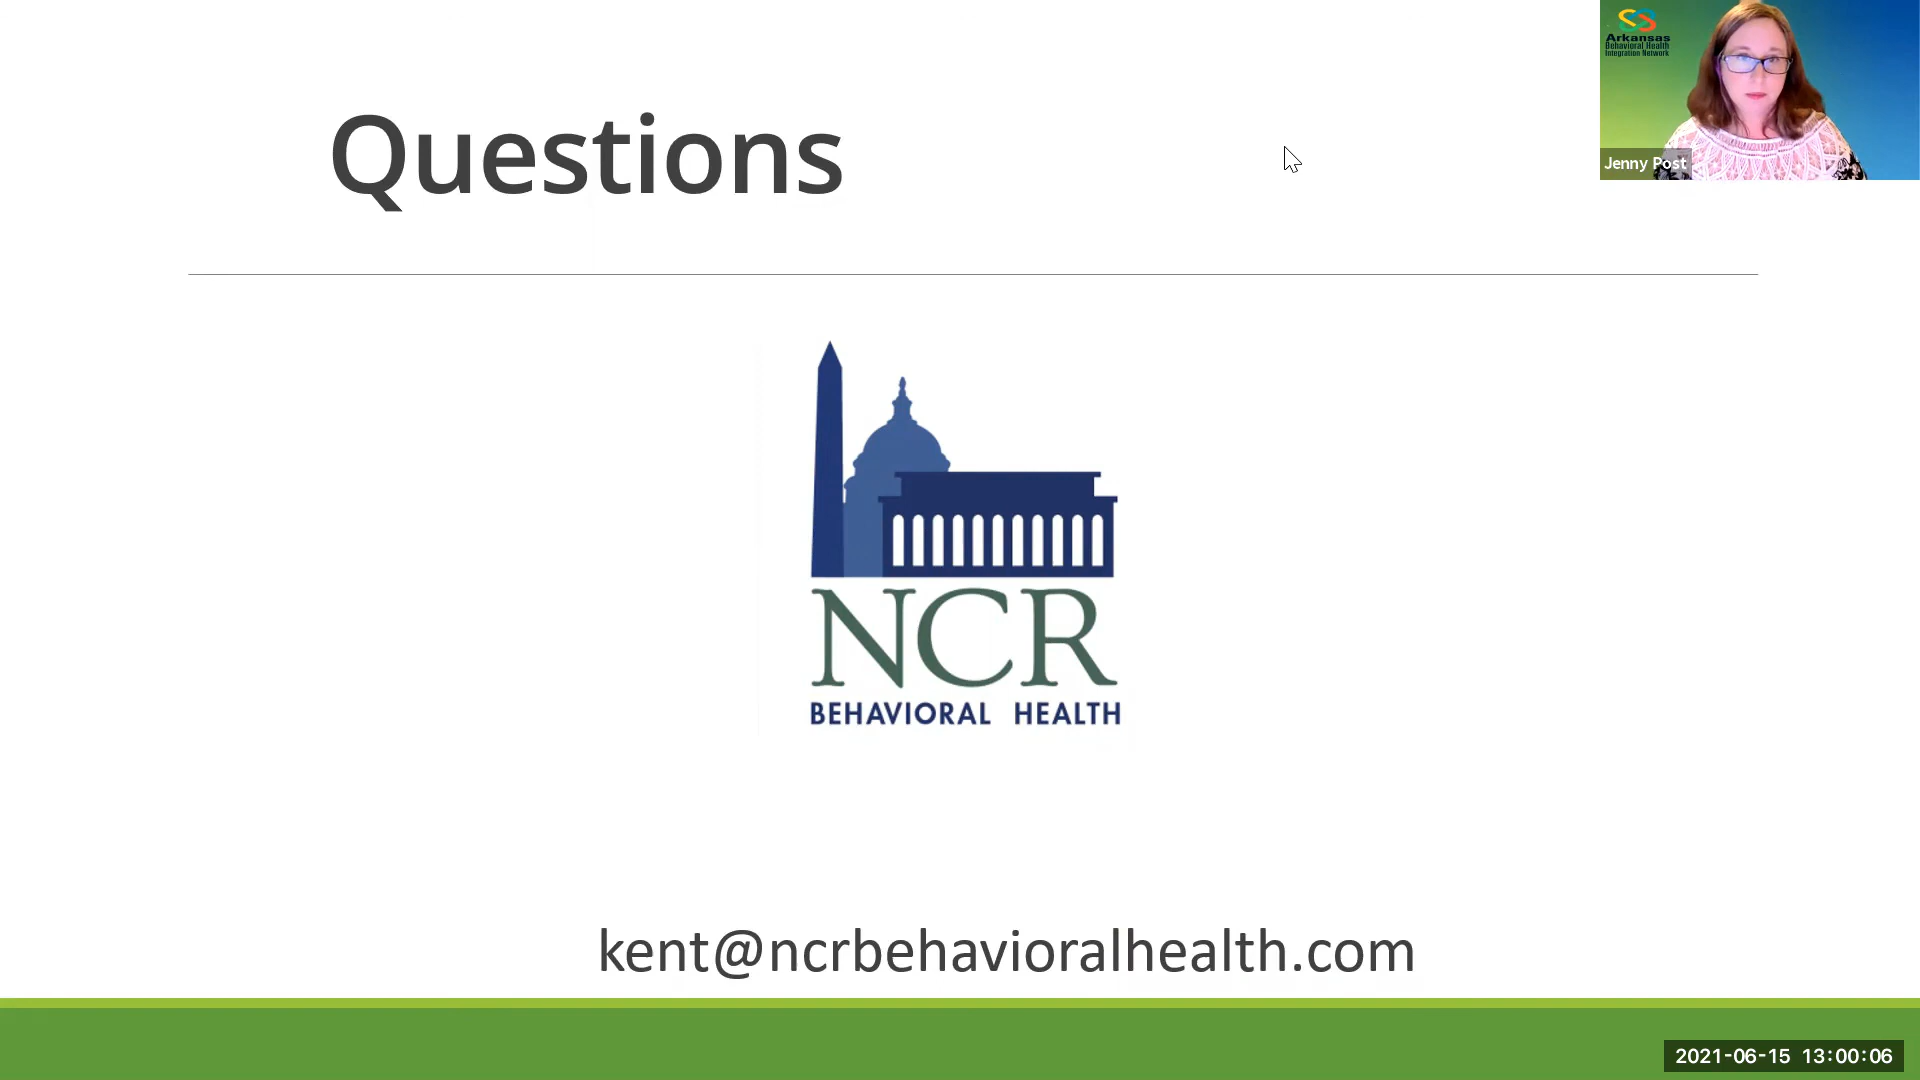 Questions
Arkansas
Behavioral Health
Integration Network
Jenny Post
NCR
BEHAVIORAL HEALTH
kent@ncrbehavioralhealth.com
2021-06-15 13:00:06